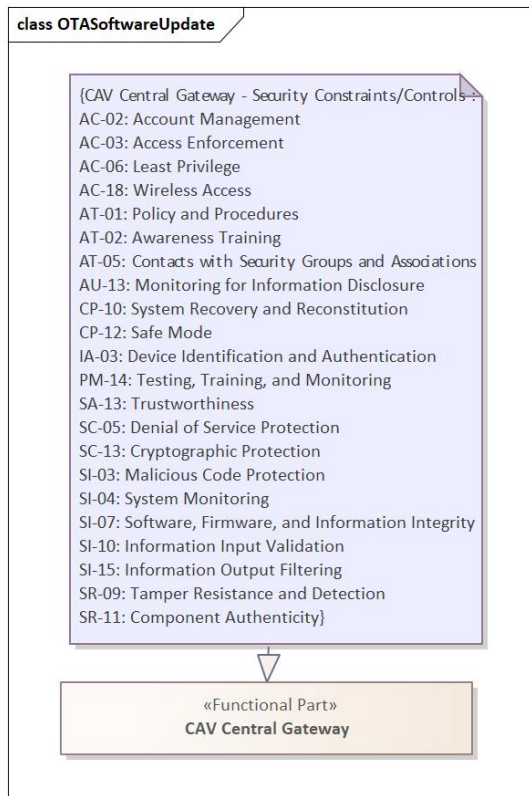 class OTASoftwareUpdate
{CAV Central Gateway - Security Constraints/Controls :
AC-02: Account Management
AC-03: Access Enforcement
AC-06: Least Privilege
AC-18: Wireless Access
AT-01: Policy and Procedures
AT-02: Awareness Training
AT-05: Contacts with Security Groups and Associations
AU-13: Monitoring for Information Disclosure
CP-10: System Recovery and Reconstitution
CP-12: Safe Mode
IA-03: Device Identification and Authentication
PM-14: Testing, Training, and Monitoring
SA-13: Trustworthiness
SC-05: Denial of Service Protection
SC-13: Cryptographic Protection
SI-03: Malicious Code Protection
SI-04: System Monitoring
SI-07: Software, Firmware, and Information Integrity
SI-10: Information Input Validation
SI-15: Information Output Filtering
SR-09: Tamper Resistance and Detection
SR-11: Component Authenticity}
«Functional Part»
CAV Central Gateway